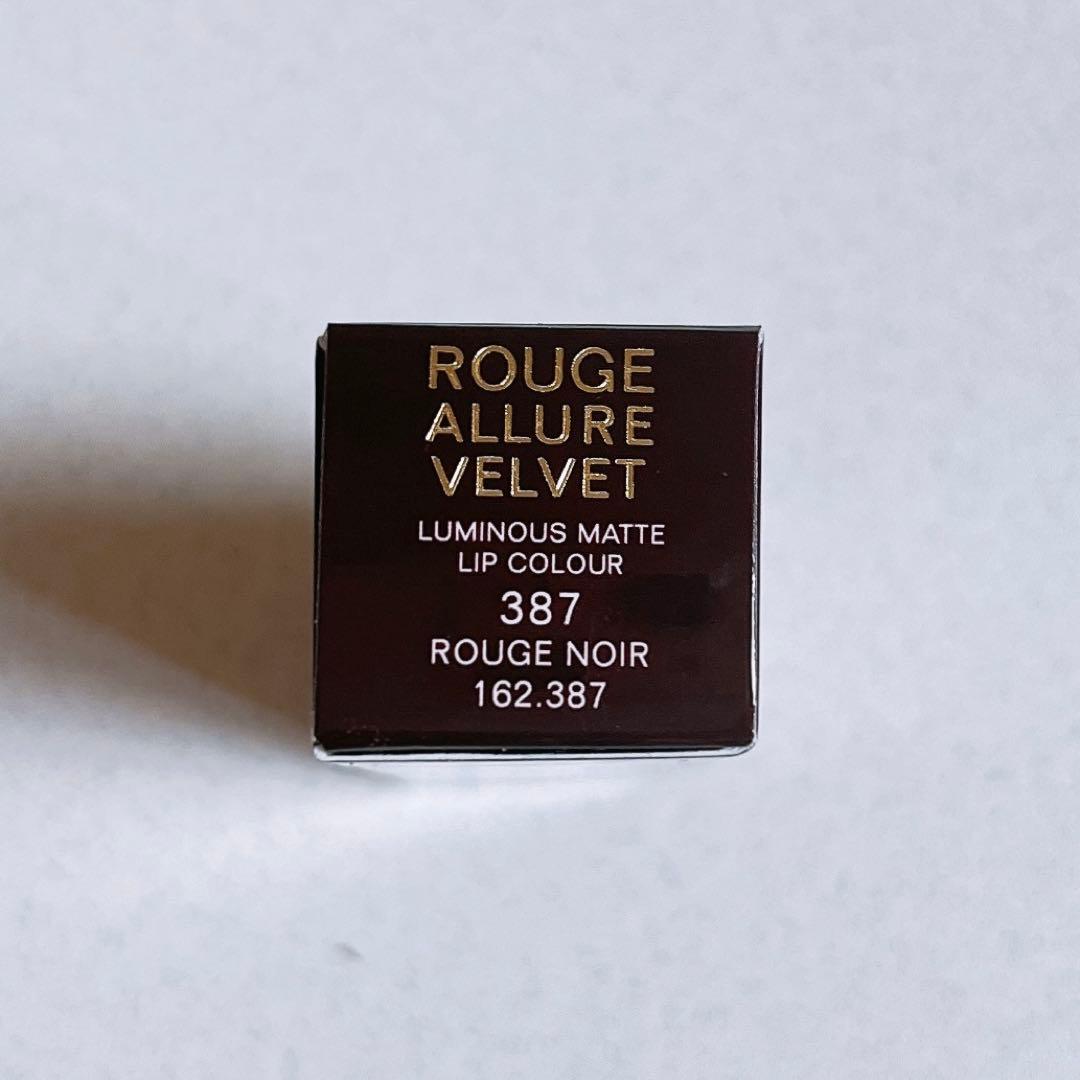 ROUGE
ALLURE
VELVET
LUMINOUS MATTE
LIP COLOUR
387
ROUGE NOIR
162.387